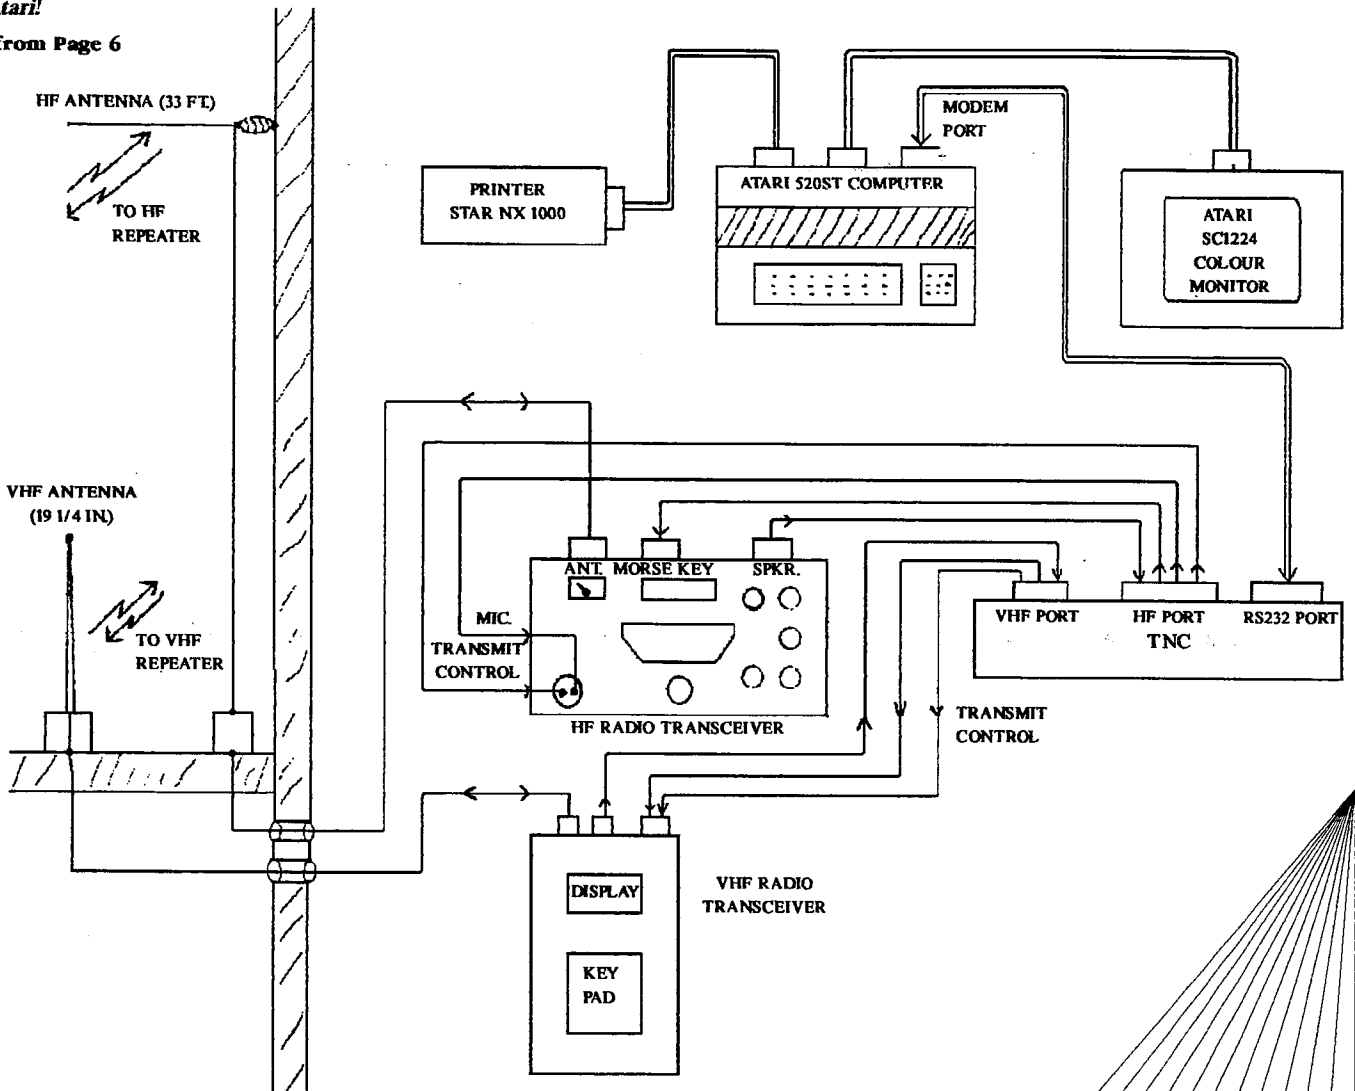 tari!
from Page 6
HF ANTENNA (33 FT.)
TO HF
REPEATER
PRINTER
STAR NX 1000
ATARI 520ST COMPUTER
MODEM
PORT
ATARI
SC1224
COLOUR
MONITOR
VHF ANTENNA
(19 1/4 IN.)
TO VHF
REPEATER
ANT.
MORSE KEY
SPKR.
MIC.
TRANSMIT
CONTROL
HF RADIO TRANSCEIVER
VHF PORT
HF PORT
TNC
RS232 PORT
TRANSMIT
CONTROL
DISPLAY
KEY
PAD
VHF RADIO
TRANSCEIVER